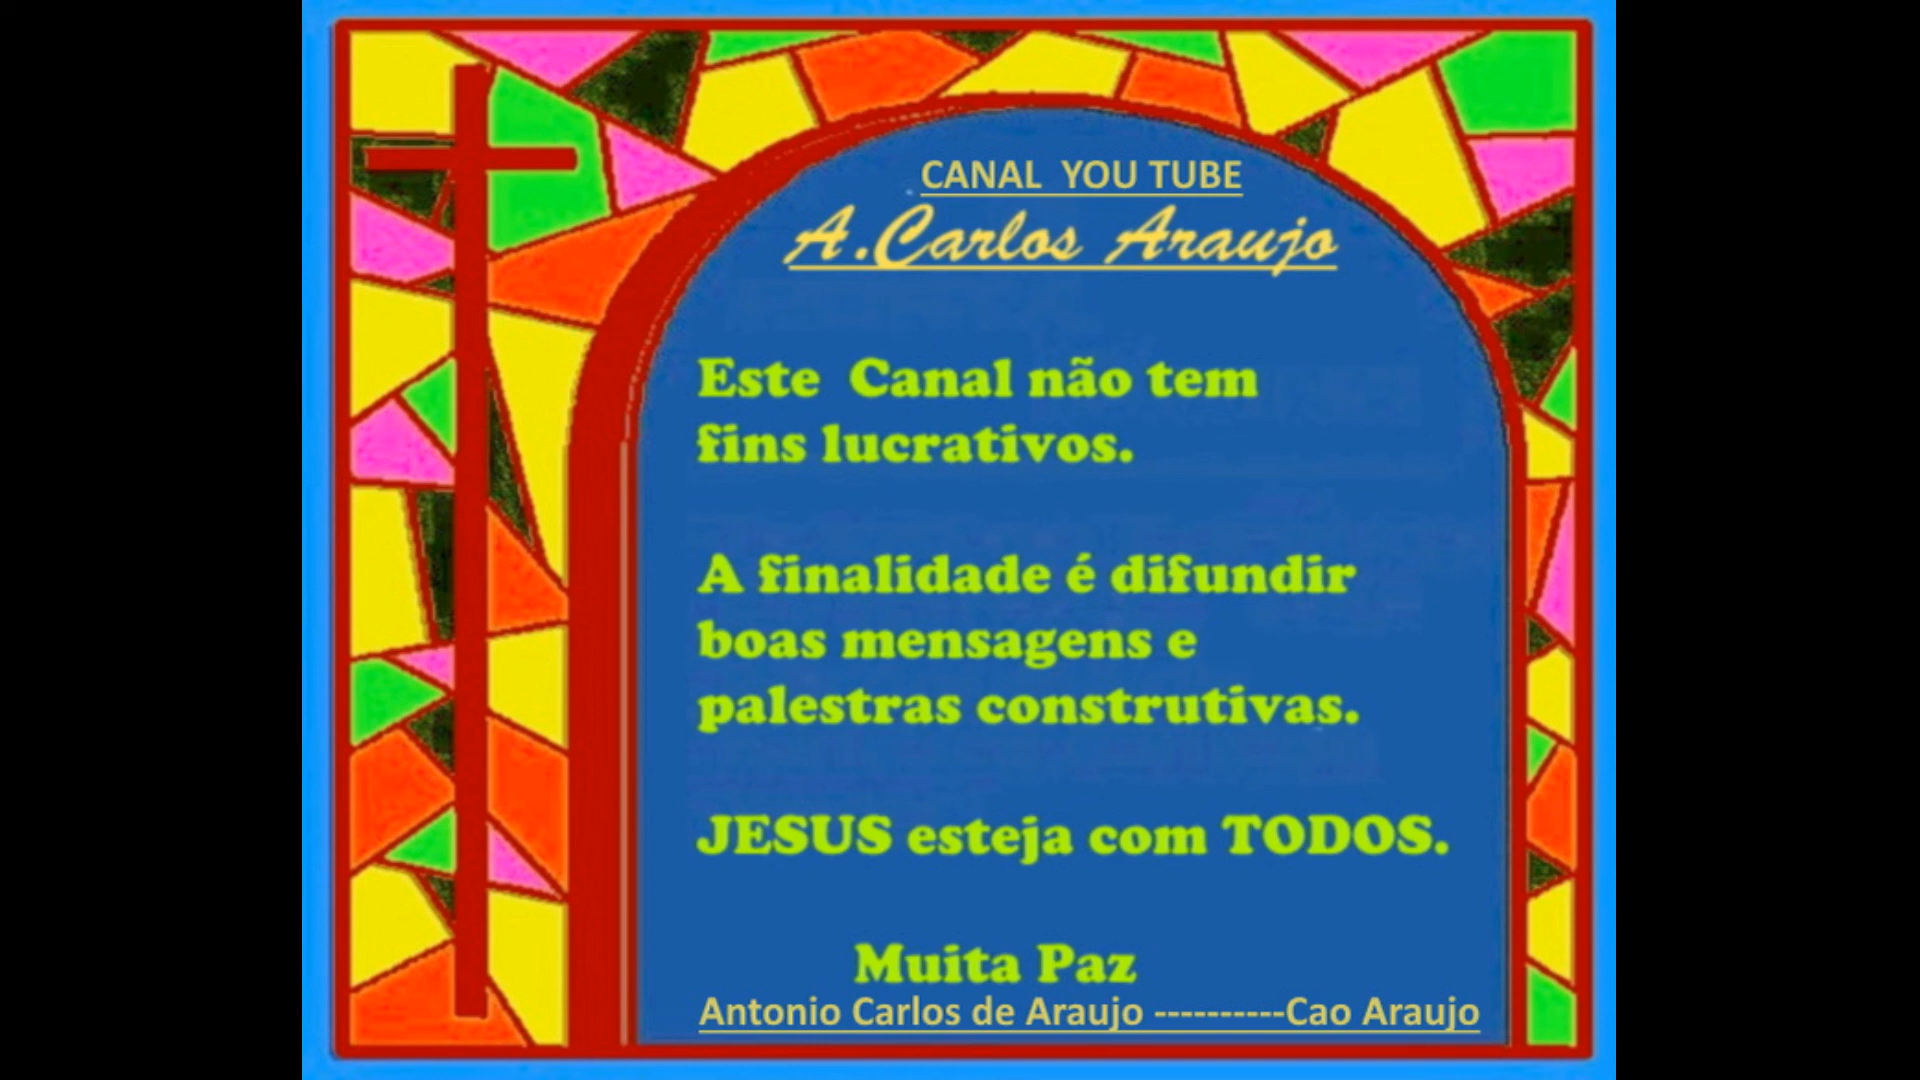 CANAL YOU TUBE
A.Carlos Araujo
Este Canal não tem
fins lucrativos.
A finalidade é difundir
boas mensagens e
palestras construtivas.
JESUS esteja com TODOS.
Muita Paz
Antonio Carlos de Araujo ----------Cao Araujo